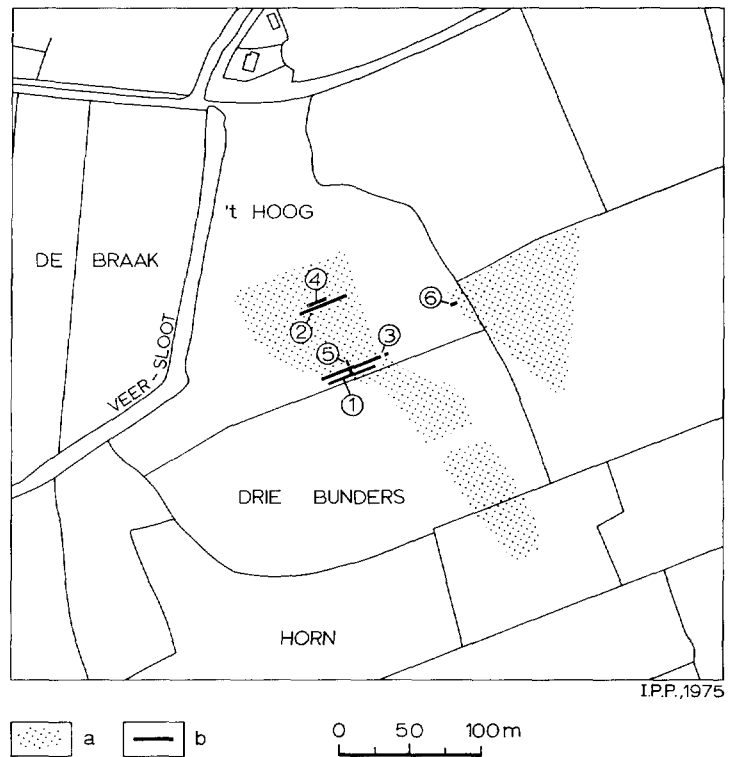 't HOOG
DE BRAAK
④
⑥
②
③
⑤
VEER-SLOOT
①
DRIE BUNDERS
HORN
I.P.P.,1975
a b 0 50 100m